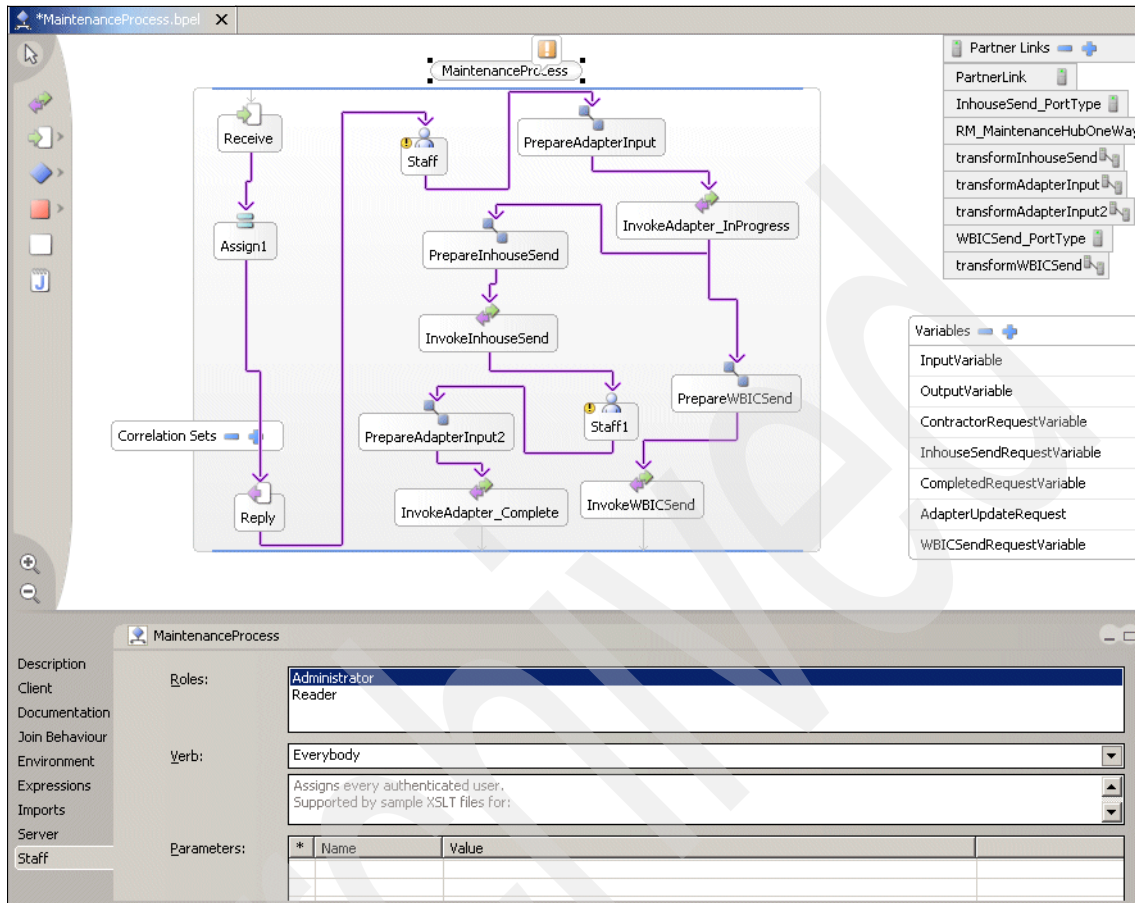 *MaintenanceProcess.bpel
MaintenanceProcess
Receive
Staff
PrepareAdapterInput
Assign1
InvokeAdapter_InProgress
PrepareInhouseSend
InvokeInhouseSend
PrepareWBICSend
Correlation Sets
PrepareAdapterInput2
Staff1
Reply
InvokeAdapter_Complete
InvokeWBICSend
Partner Links
PartnerLink
InhouseSend_PortType
RM_MaintenanceHubOneWay
transformInhouseSend
transformAdapterInput
transformAdapterInput2
WBICSend_PortType
transformWBICSend
Variables
InputVariable
OutputVariable
ContractorRequestVariable
InhouseSendRequestVariable
CompletedRequestVariable
AdapterUpdateRequest
WBICSendRequestVariable
MaintenanceProcess
Description
Client
Documentation
Join Behaviour
Environment
Expressions
Imports
Server
Staff
Roles:
Administrator
Reader
Verb:
Everybody
Assigns every authenticated user.
Supported by sample XSLT files for:
Parameters:
* Name Value